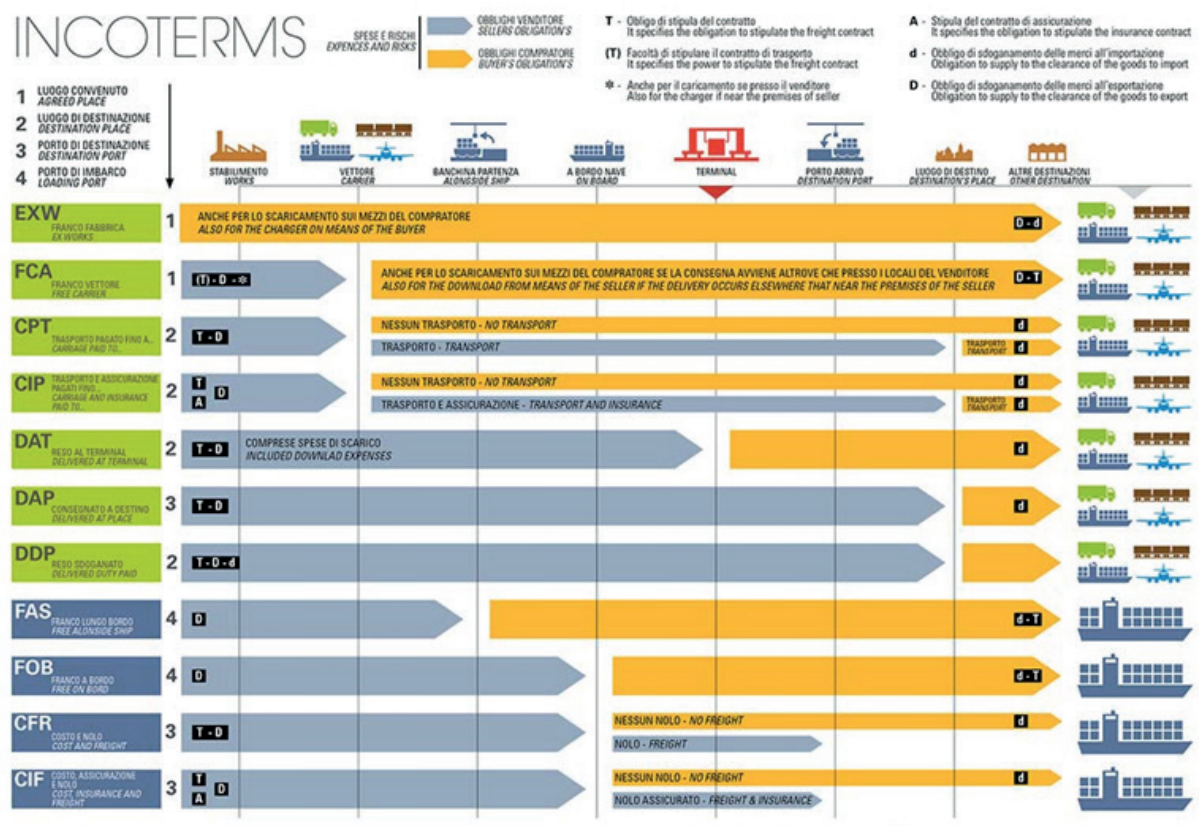 INCOTERMS
SPESE E RISCHI
EXPENCES AND RISKS
OBBLIGHI VENDITORE
SELLERS OBLIGATION'S
OBBLIGHI COMPRATORE
BUYER'S OBLIGATION'S
T - Obligo di stipula del contratto
It specifies the obligation to stipulate the freight contract
(T) Facoltà di stipulare il contratto di trasporto
It specifies the power to stipulate the freight contract
* - Anche per il caricamento se presso il venditore
Also for the charger if near the premises of seller
A - Stipula del contratto di assicurazione
It specifies the obligation to stipulate the insurance contract
d - Obbligo di sdoganamento delle merci all'importazione
Obligation to supply to the clearance of the goods to import
D - Obbligo di sdoganamento delle merci all'esportazione
Obligation to supply to the clearance of the goods to export
1 LUOGO CONVENUTO
AGREED PLACE
2 LUOGO DI DESTINAZIONE
DESTINATION PLACE
3 PORTO DI DESTINAZIONE
DESTINATION PORT
4 PORTO DI IMBARCO
LOADING PORT
STABILIMENTO
WORKS
VETTORE
CARRIER
BANCHINA PARTENZA
ALONGSIDE SHIP
A BORDO NAVE
ON BOARD
TERMINAL
PORTO ARRIVO
DESTINATION PORT
LUOGO DI DESTINO
DESTINATION'S PLACE
ALTRE DESTINAZIONI
OTHER DESTINATION
EXW
FRANCO FABBRICA
EX WORKS
1
ANCHE PER LO SCARICAMENTO SUI MEZZI DEL COMPRATORE
ALSO FOR THE CHARGER ON MEANS OF THE BUYER
D - d
FCA
FRANCO VETTORE
FREE CARRIER
1
(T) - D - *
ANCHE PER LO SCARICAMENTO SUI MEZZI DEL COMPRATORE SE LA CONSEGNA AVVIENE ALTROVE CHE PRESSO I LOCALI DEL VENDITORE
ALSO FOR THE DOWNLOAD FROM MEANS OF THE SELLER IF THE DELIVERY OCCURS ELSEWHERE THAT NEAR THE PREMISES OF THE SELLER
D - T
CPT
TRASPORTO PAGATO FINO A...
CARRIAGE PAID TO...
2
T - D
NESSUN TRASPORTO - NO TRANSPORT
d
TRASPORTO - TRANSPORT
TRASPORTO
TRANSPORT
d
CIP
TRASPORTO E ASSICURAZIONE
PAGATI FINO...
CARRIAGE AND INSURANCE
PAID TO...
2
T
A
D
NESSUN TRASPORTO - NO TRANSPORT
d
TRASPORTO E ASSICURAZIONE - TRANSPORT AND INSURANCE
TRASPORTO
TRANSPORT
d
DAT
RESO AL TERMINAL
DELIVERED AT TERMINAL
2
T - D
COMPRESE SPESE DI SCARICO
INCLUDED DOWNLAD EXPENSES
d
DAP
CONSEGNATO A DESTINO
DELIVERED AT PLACE
3
T - D
d
DDP
RESO SDOGANATO
DELIVERED DUTY PAID
2
T - D - d
FAS
FRANCO LUNGO BORDO
FREE ALONSIDE SHIP
4
D
d - T
FOB
FRANCO A BORDO
FREE ON BORD
4
D
d - T
CFR
COSTO E NOLO
COST AND FREIGHT
3
T - D
NESSUN NOLO - NO FREIGHT
d
NOLO - FREIGHT
CIF
COSTO, ASSICURAZIONE
E NOLO
COST, INSURANCE AND
FREIGHT
3
T
A
D
NESSUN NOLO - NO FREIGHT
d
NOLO ASSICURATO - FREIGHT & INSURANCE